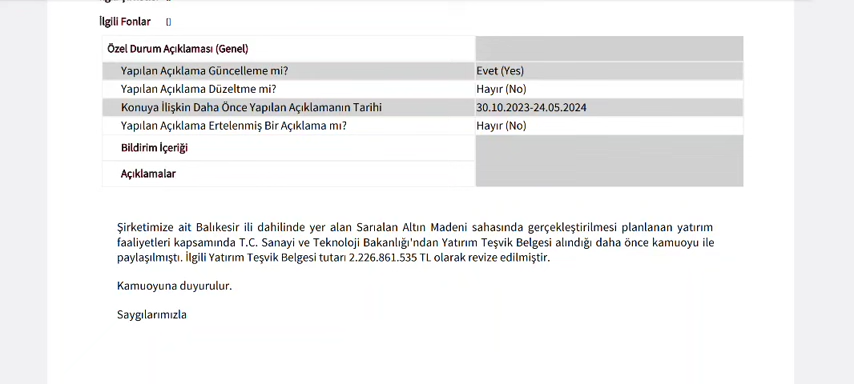 İlgili Fonlar []
Özel Durum Açıklaması (Genel)
Yapılan Açıklama Güncelleme mi? Evet (Yes)
Yapılan Açıklama Düzeltme mi? Hayır (No)
Konuya İlişkin Daha Önce Yapılan Açıklamanın Tarihi 30.10.2023-24.05.2024
Yapılan Açıklama Ertelenmiş Bir Açıklama mı? Hayır (No)
Bildirim İçeriği
Açıklamalar
Şirketimize ait Balıkesir ili dahilinde yer alan Sarıalan Altın Madeni sahasında gerçekleştirilmesi planlanan yatırım
faaliyetleri kapsamında T.C. Sanayi ve Teknoloji Bakanlığı'ndan Yatırım Teşvik Belgesi alındığı daha önce kamuoyu ile
paylaşılmıştı. İlgili Yatırım Teşvik Belgesi tutarı 2.226.861.535 TL olarak revize edilmiştir.
Kamuoyuna duyurulur.
Saygılarımızla